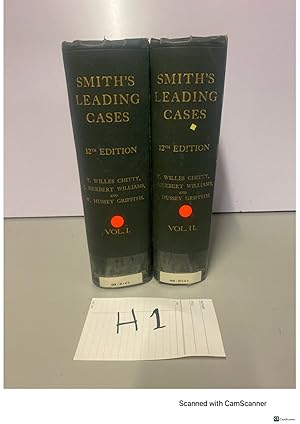 SMITH'S
LEADING
CASES
12TH EDITION
T. WILLES CHITTY,
HERBERT WILLIAMS,
AND
W. HUSSEY GRIFFITH.
VOL. I.
SMITH'S
LEADING
CASES
12TH EDITION
T. WILLES CHITTY,
HERBERT WILLIAMS,
AND
HUSSEY GRIFFITH.
VOL. II.
H1
Scanned with CamScanner
CamScanner